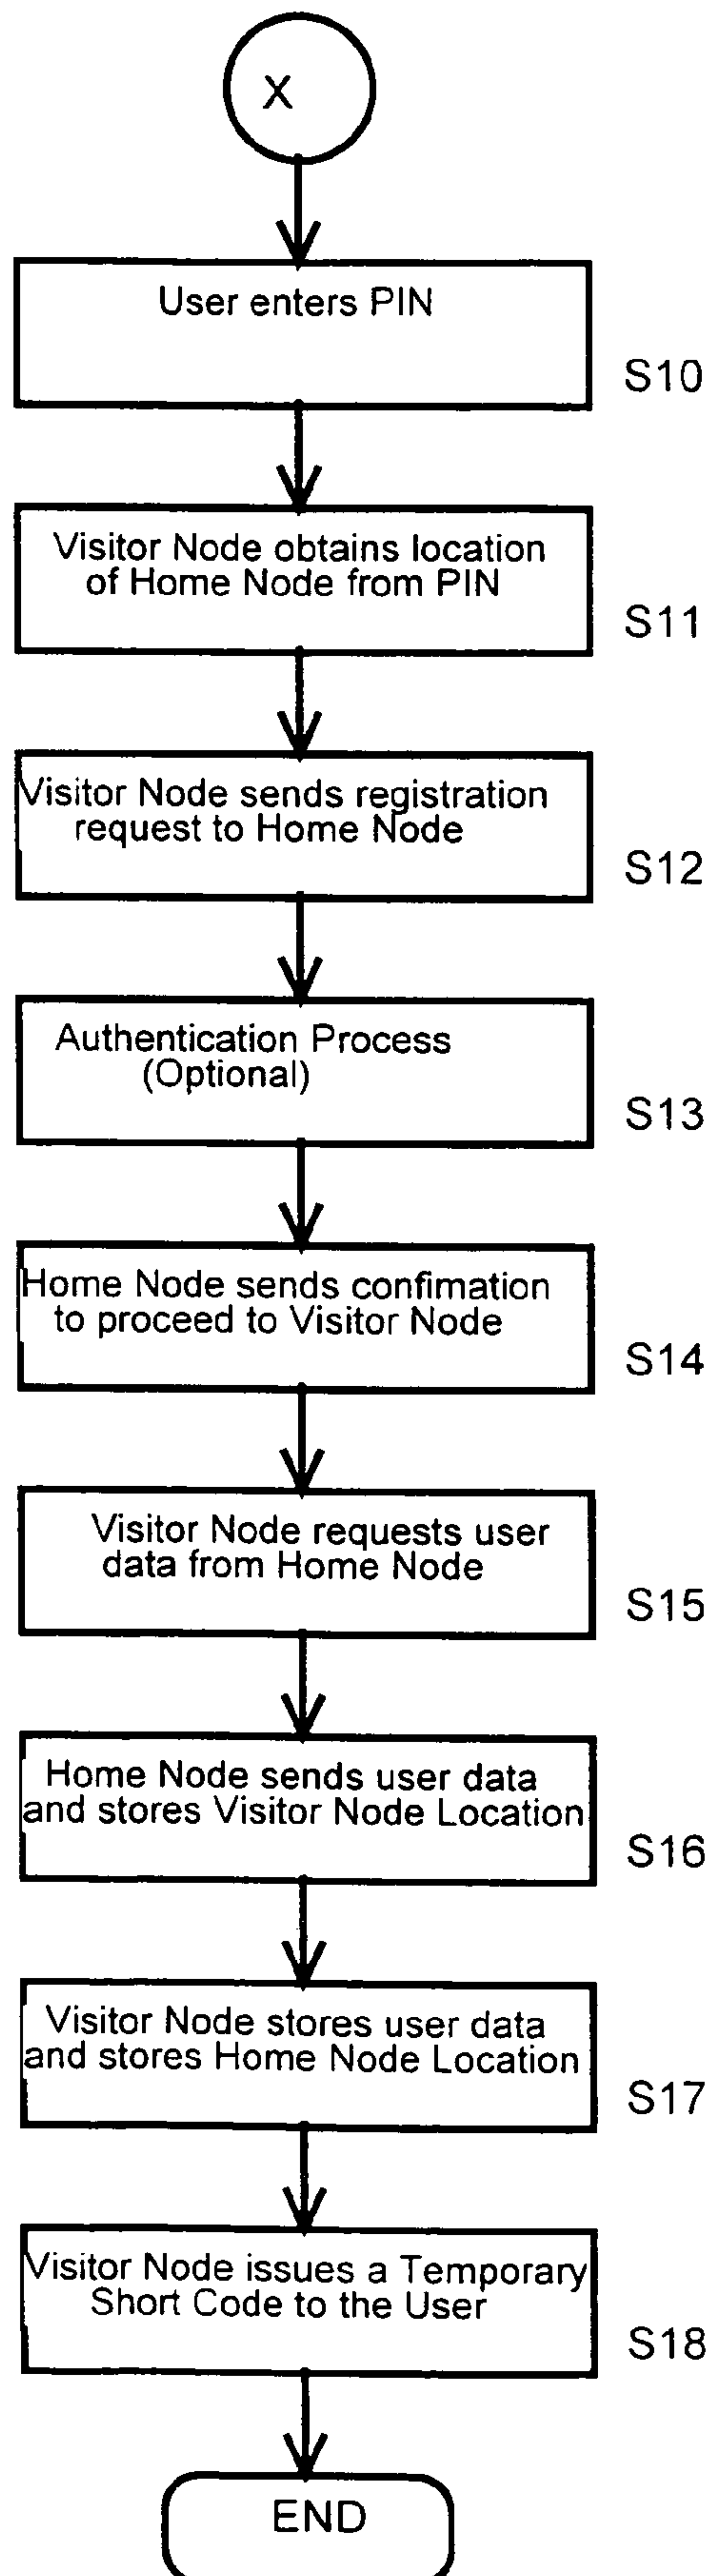 X
User enters PIN
S10
Visitor Node obtains location
of Home Node from PIN
S11
Visitor Node sends registration
request to Home Node
S12
Authentication Process
(Optional)
S13
Home Node sends confimation
to proceed to Visitor Node
S14
Visitor Node requests user
data from Home Node
S15
Home Node sends user data
and stores Visitor Node Location
S16
Visitor Node stores user data
and stores Home Node Location
S17
Visitor Node issues a Temporary
Short Code to the User
S18
END